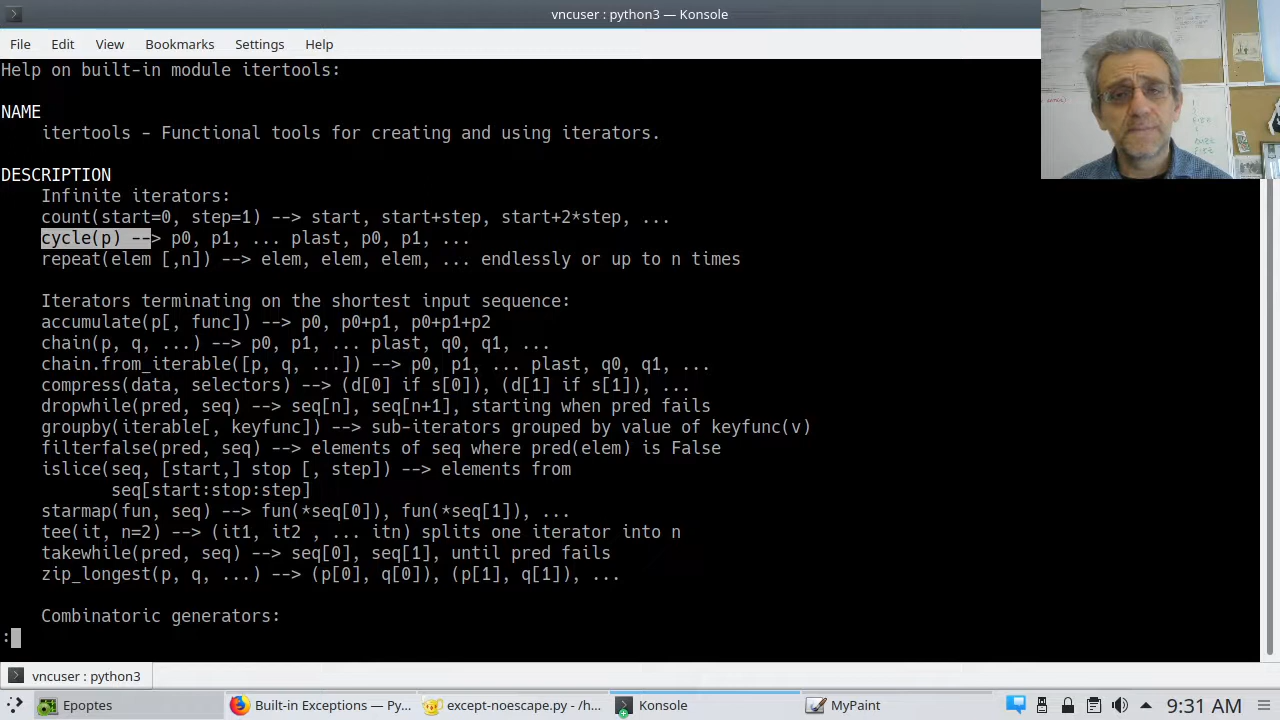 vncuser : python3 — Konsole
File Edit View Bookmarks Settings Help
Help on built-in module itertools:
NAME
itertools - Functional tools for creating and using iterators.
DESCRIPTION
Infinite iterators:
count(start=0, step=1) --> start, start+step, start+2*step, ...
cycle(p) --> p0, p1, ... plast, p0, p1, ...
repeat(elem [,n]) --> elem, elem, elem, ... endlessly or up to n times
Iterators terminating on the shortest input sequence:
accumulate(p[, func]) --> p0, p0+p1, p0+p1+p2
chain(p, q, ...) --> p0, p1, ... plast, q0, q1, ...
chain.from_iterable([p, q, ...]) --> p0, p1, ... plast, q0, q1, ...
compress(data, selectors) --> (d[0] if s[0]), (d[1] if s[1]), ...
dropwhile(pred, seq) --> seq[n], seq[n+1], starting when pred fails
groupby(iterable[, keyfunc]) --> sub-iterators grouped by value of keyfunc(v)
filterfalse(pred, seq) --> elements of seq where pred(elem) is False
islice(seq, [start,] stop [, step]) --> elements from
seq[start:stop:step]
starmap(fun, seq) --> fun(*seq[0]), fun(*seq[1]), ...
tee(it, n=2) --> (it1, it2 , ... itn) splits one iterator into n
takewhile(pred, seq) --> seq[0], seq[1], until pred fails
zip_longest(p, q, ...) --> (p[0], q[0]), (p[1], q[1]), ...
Combinatoric generators:
:
vncuser : python3
Epoptes Built-in Exceptions — Py... except-noescape.py - /h... Konsole MyPaint 9:31 AM